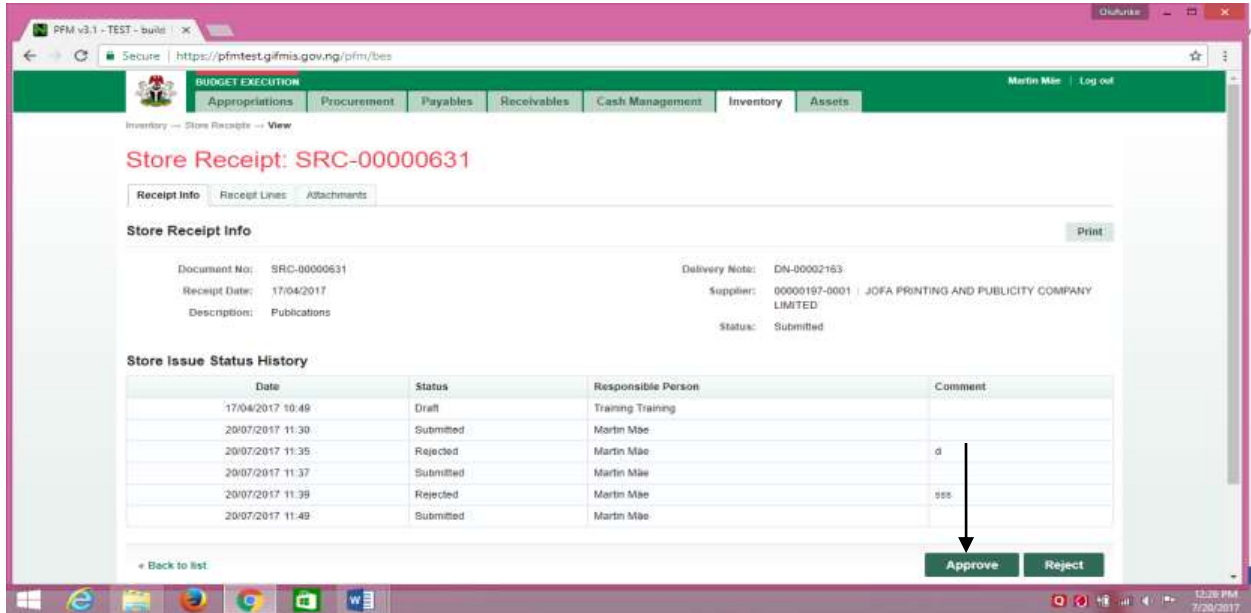 Olufunke
PFM v3.1 - TEST - build
Secure | https://pfmtest.gifmis.gov.ng/pfm/bes
BUDGET EXECUTION
Martin Mäe | Log out
Appropriations Procurement Payables Receivables Cash Management Inventory Assets
Inventory → Store Receipts → View
Store Receipt: SRC-00000631
Receipt Info Receipt Lines Attachments
Store Receipt Info
Print
Document No: SRC-00000631 Delivery Note: DN-00002163
Receipt Date: 17/04/2017 Supplier: 00000197-0001 | JOFA PRINTING AND PUBLICITY COMPANY
LIMITED
Description: Publications
Status: Submitted
Store Issue Status History
Date Status Responsible Person Comment
17/04/2017 10:49 Draft Training Training
20/07/2017 11:30 Submitted Martin Mäe
20/07/2017 11:35 Rejected Martin Mäe d
20/07/2017 11:37 Submitted Martin Mäe
20/07/2017 11:39 Rejected Martin Mäe sss
20/07/2017 11:49 Submitted Martin Mäe
« Back to list
Approve Reject
12:28 PM
7/20/2017